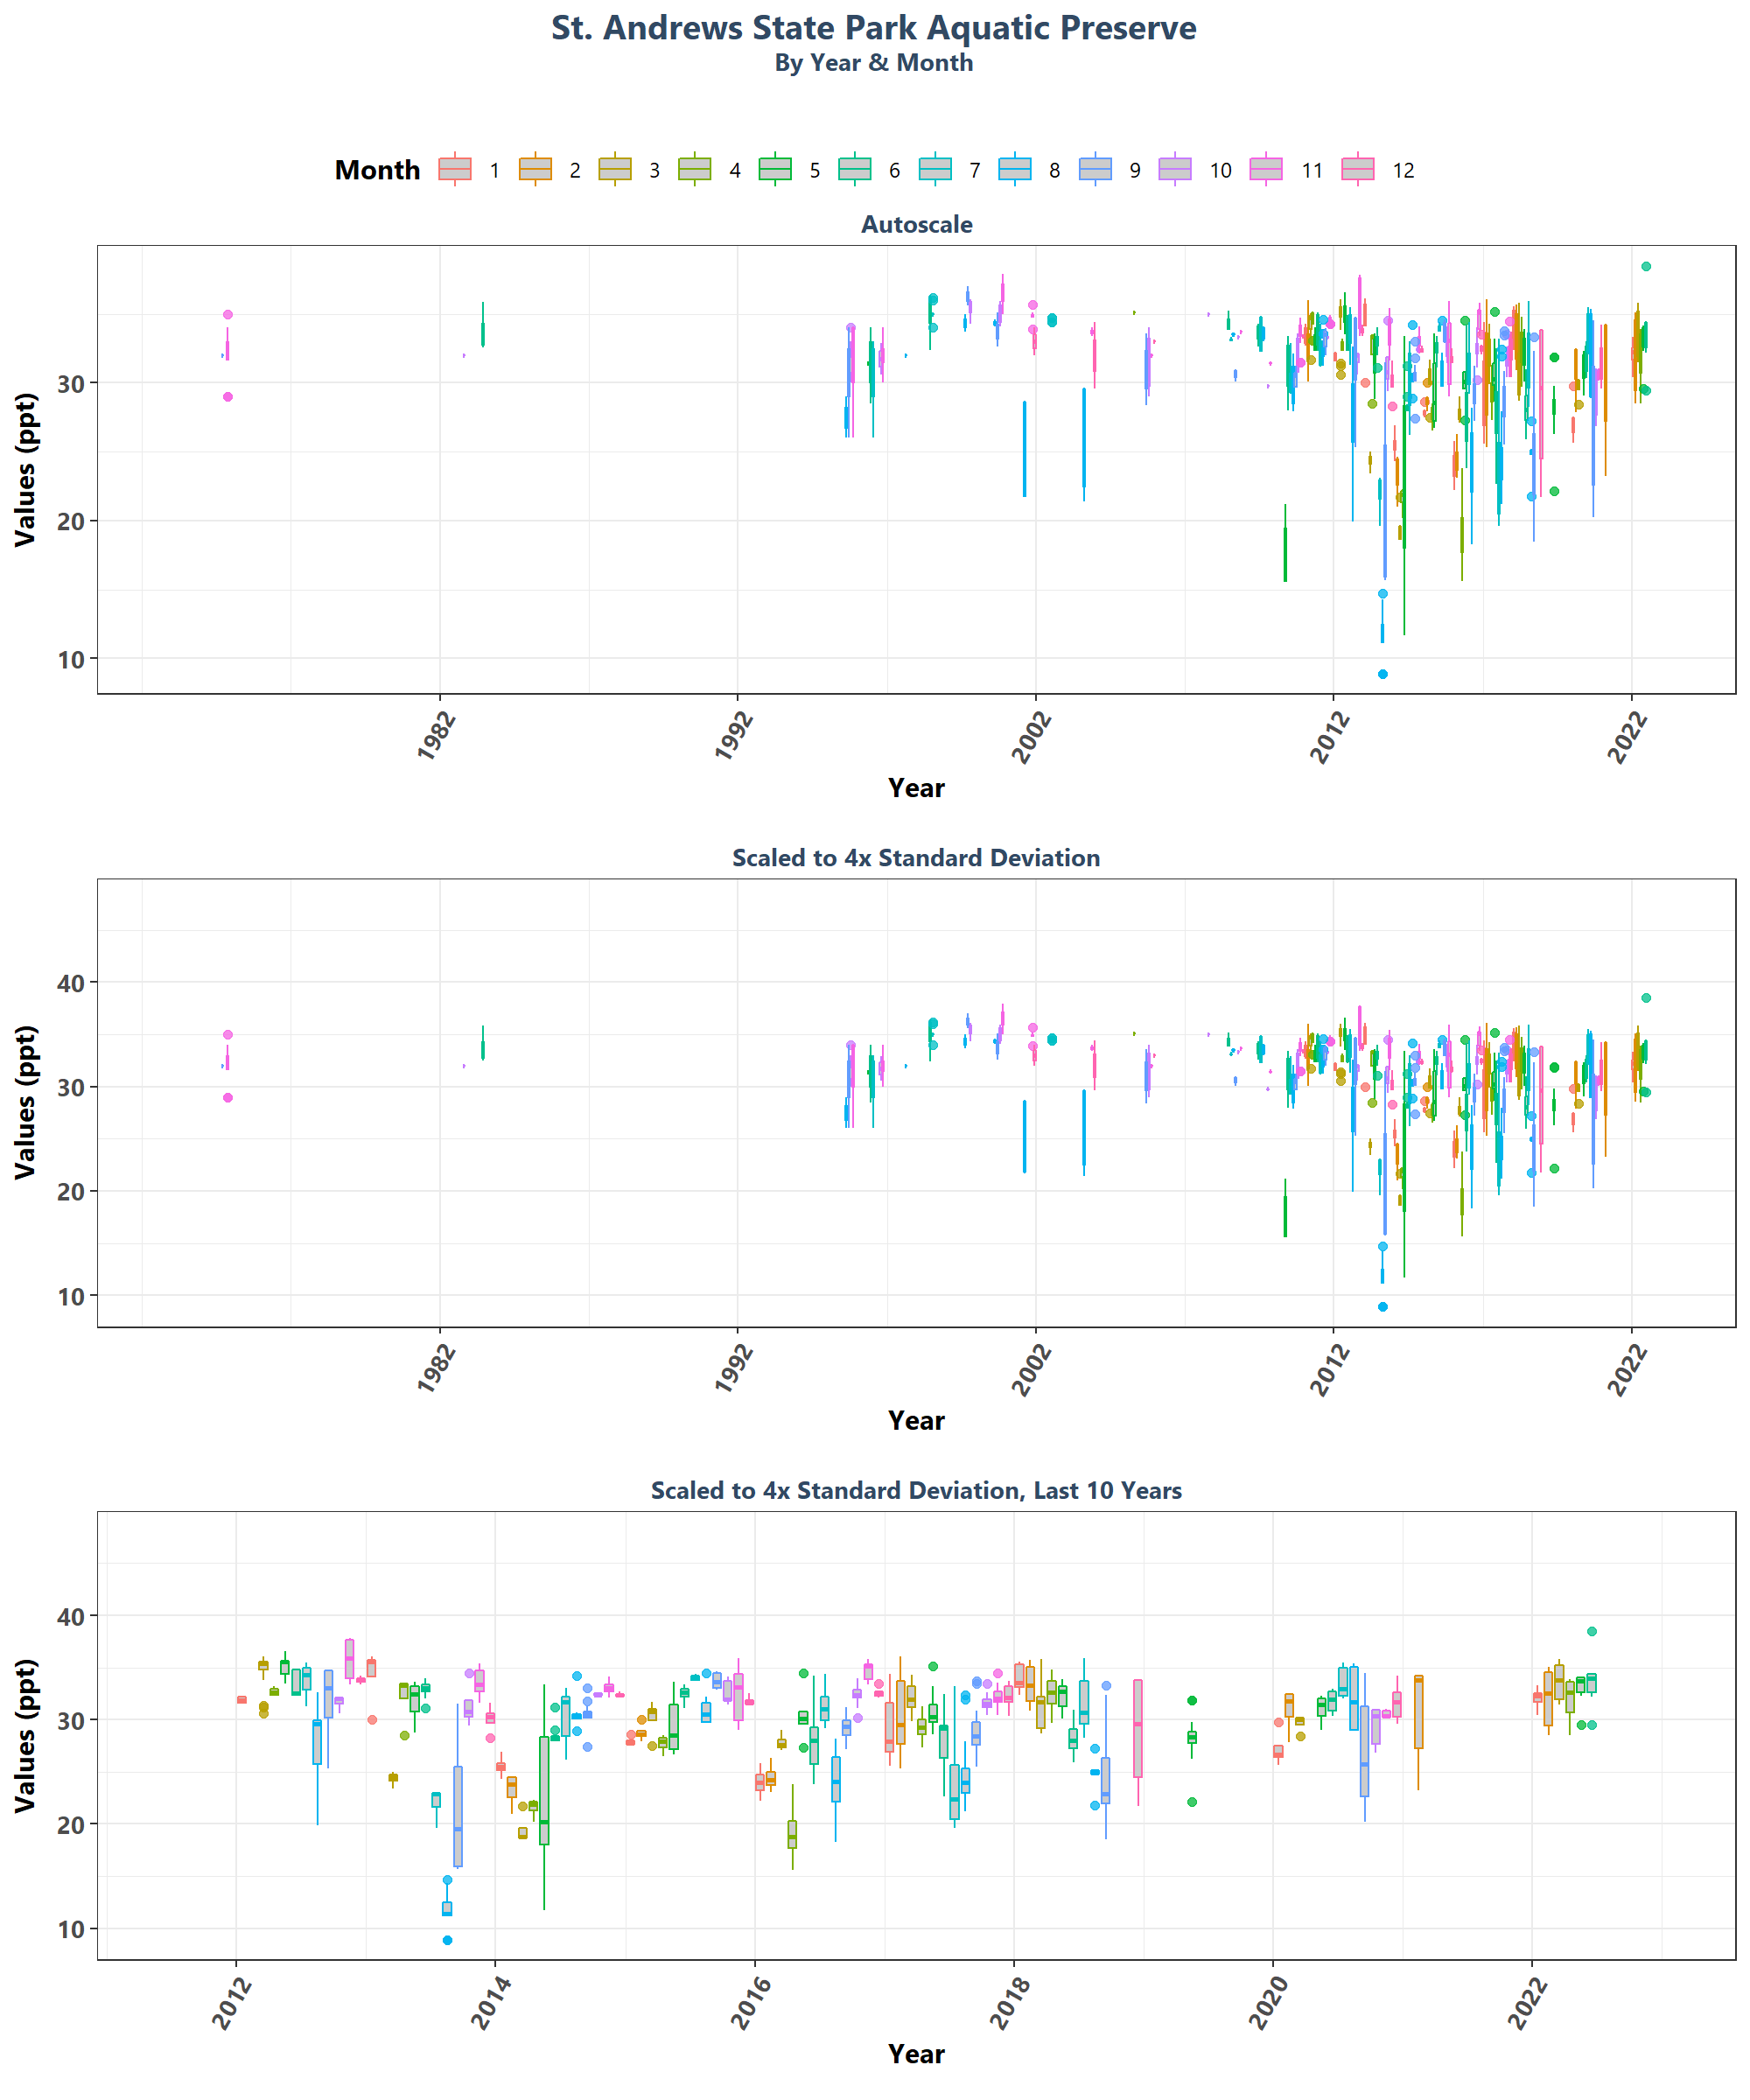 St. Andrews State Park Aquatic Preserve
By Year & Month
Month 1 2 3 4 5 6 7 8 9 10 11 12
Autoscale
Values (ppt)
30
20
10
1982 1992 2002 2012 2022
Year
Scaled to 4x Standard Deviation
Values (ppt)
40
30
20
10
1982 1992 2002 2012 2022
Year
Scaled to 4x Standard Deviation, Last 10 Years
Values (ppt)
40
30
20
10
2012 2014 2016 2018 2020 2022
Year